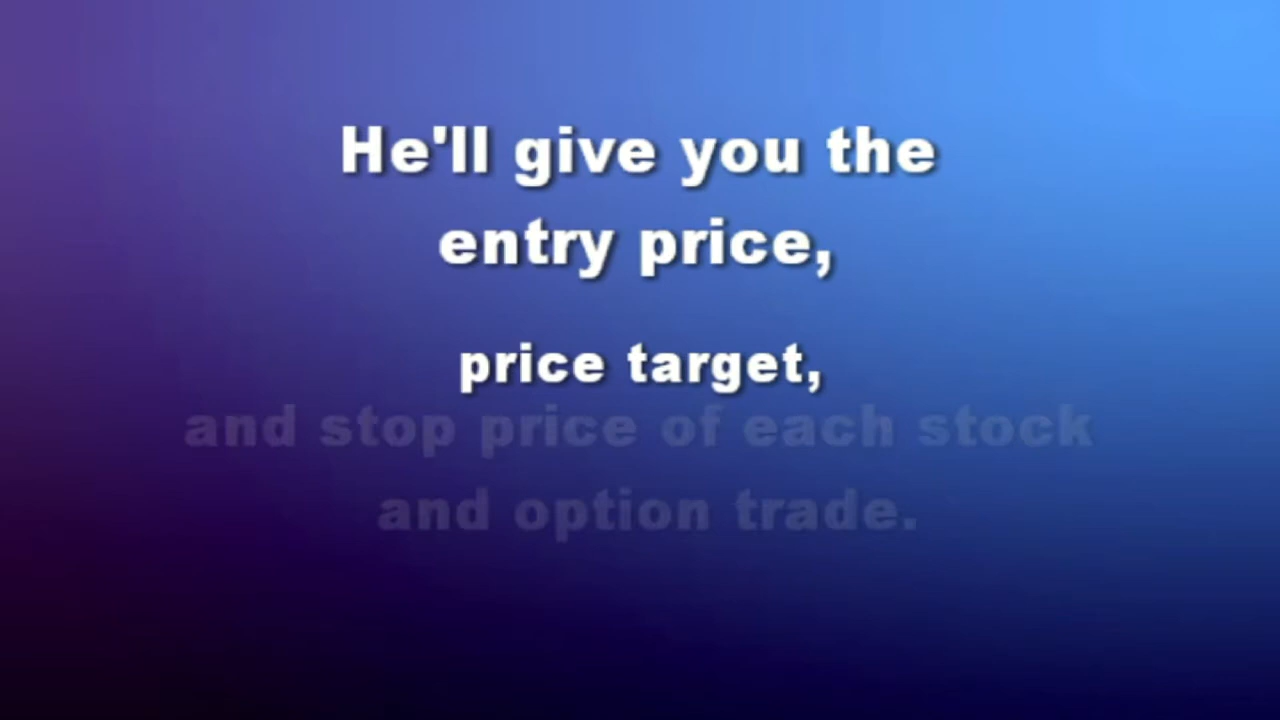 He'll give you the
entry price,
price target,
and stop price of each stock
and option trade.